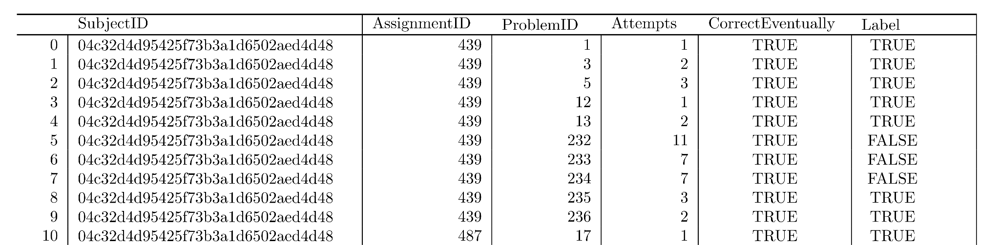 SubjectID AssignmentID ProblemID Attempts CorrectEventually Label
0 04c32d4d95425f73b3a1d6502aed4d48 439 1 1 TRUE TRUE
1 04c32d4d95425f73b3a1d6502aed4d48 439 3 2 TRUE TRUE
2 04c32d4d95425f73b3a1d6502aed4d48 439 5 3 TRUE TRUE
3 04c32d4d95425f73b3a1d6502aed4d48 439 12 1 TRUE TRUE
4 04c32d4d95425f73b3a1d6502aed4d48 439 13 2 TRUE TRUE
5 04c32d4d95425f73b3a1d6502aed4d48 439 232 11 TRUE FALSE
6 04c32d4d95425f73b3a1d6502aed4d48 439 233 7 TRUE FALSE
7 04c32d4d95425f73b3a1d6502aed4d48 439 234 7 TRUE FALSE
8 04c32d4d95425f73b3a1d6502aed4d48 439 235 3 TRUE TRUE
9 04c32d4d95425f73b3a1d6502aed4d48 439 236 2 TRUE TRUE
10 04c32d4d95425f73b3a1d6502aed4d48 487 17 1 TRUE TRUE